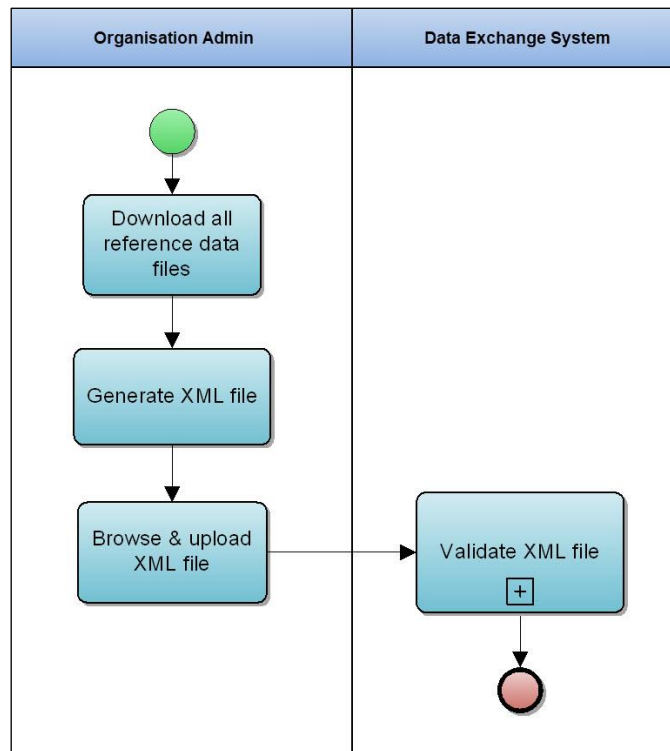 Organisation Admin
Data Exchange System
Download all
reference data
files
Generate XML file
Browse & upload
XML file
Validate XML file
+